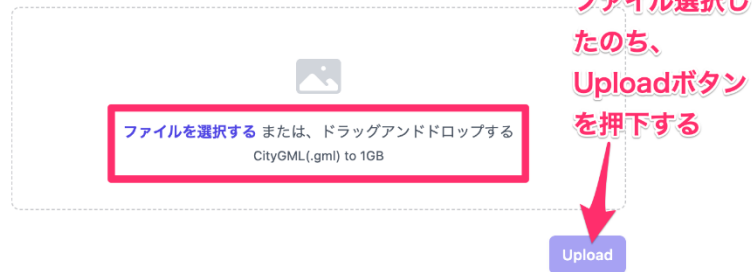 ファイル選択し
たのち、
Uploadボタン
を押下する
ファイルを選択する または、ドラッグアンドドロップする
CityGML(.gml) to 1GB
Upload